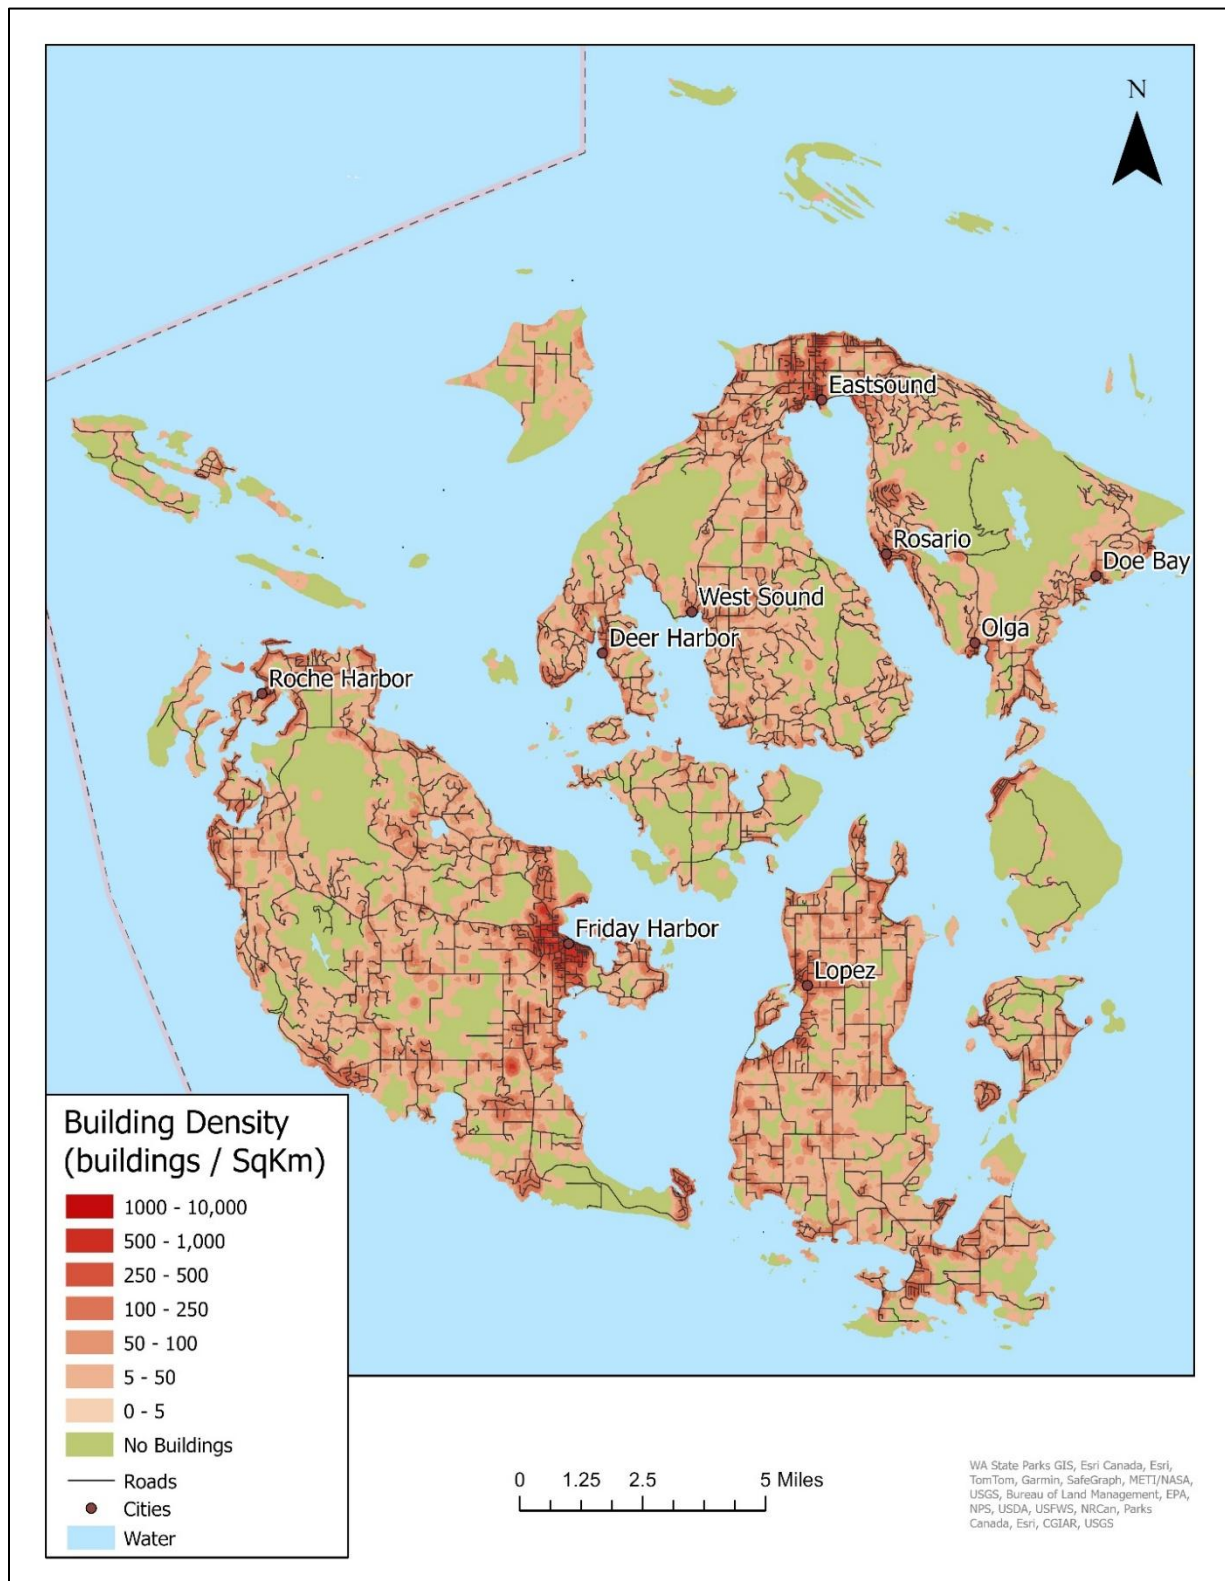 N
Eastsound
Rosario
Doe Bay
West Sound
Olga
Deer Harbor
Roche Harbor
Friday Harbor
Lopez
Building Density
(buildings / SqKm)
1000 - 10,000
500 - 1,000
250 - 500
100 - 250
50 - 100
5 - 50
0 - 5
No Buildings
Roads
Cities
Water
0 1.25 2.5 5 Miles
WA State Parks GIS, Esri Canada, Esri,
TomTom, Garmin, SafeGraph, METI/NASA,
USGS, Bureau of Land Management, EPA,
NPS, USDA, USFWS, NRCan, Parks
Canada, Esri, CGIAR, USGS